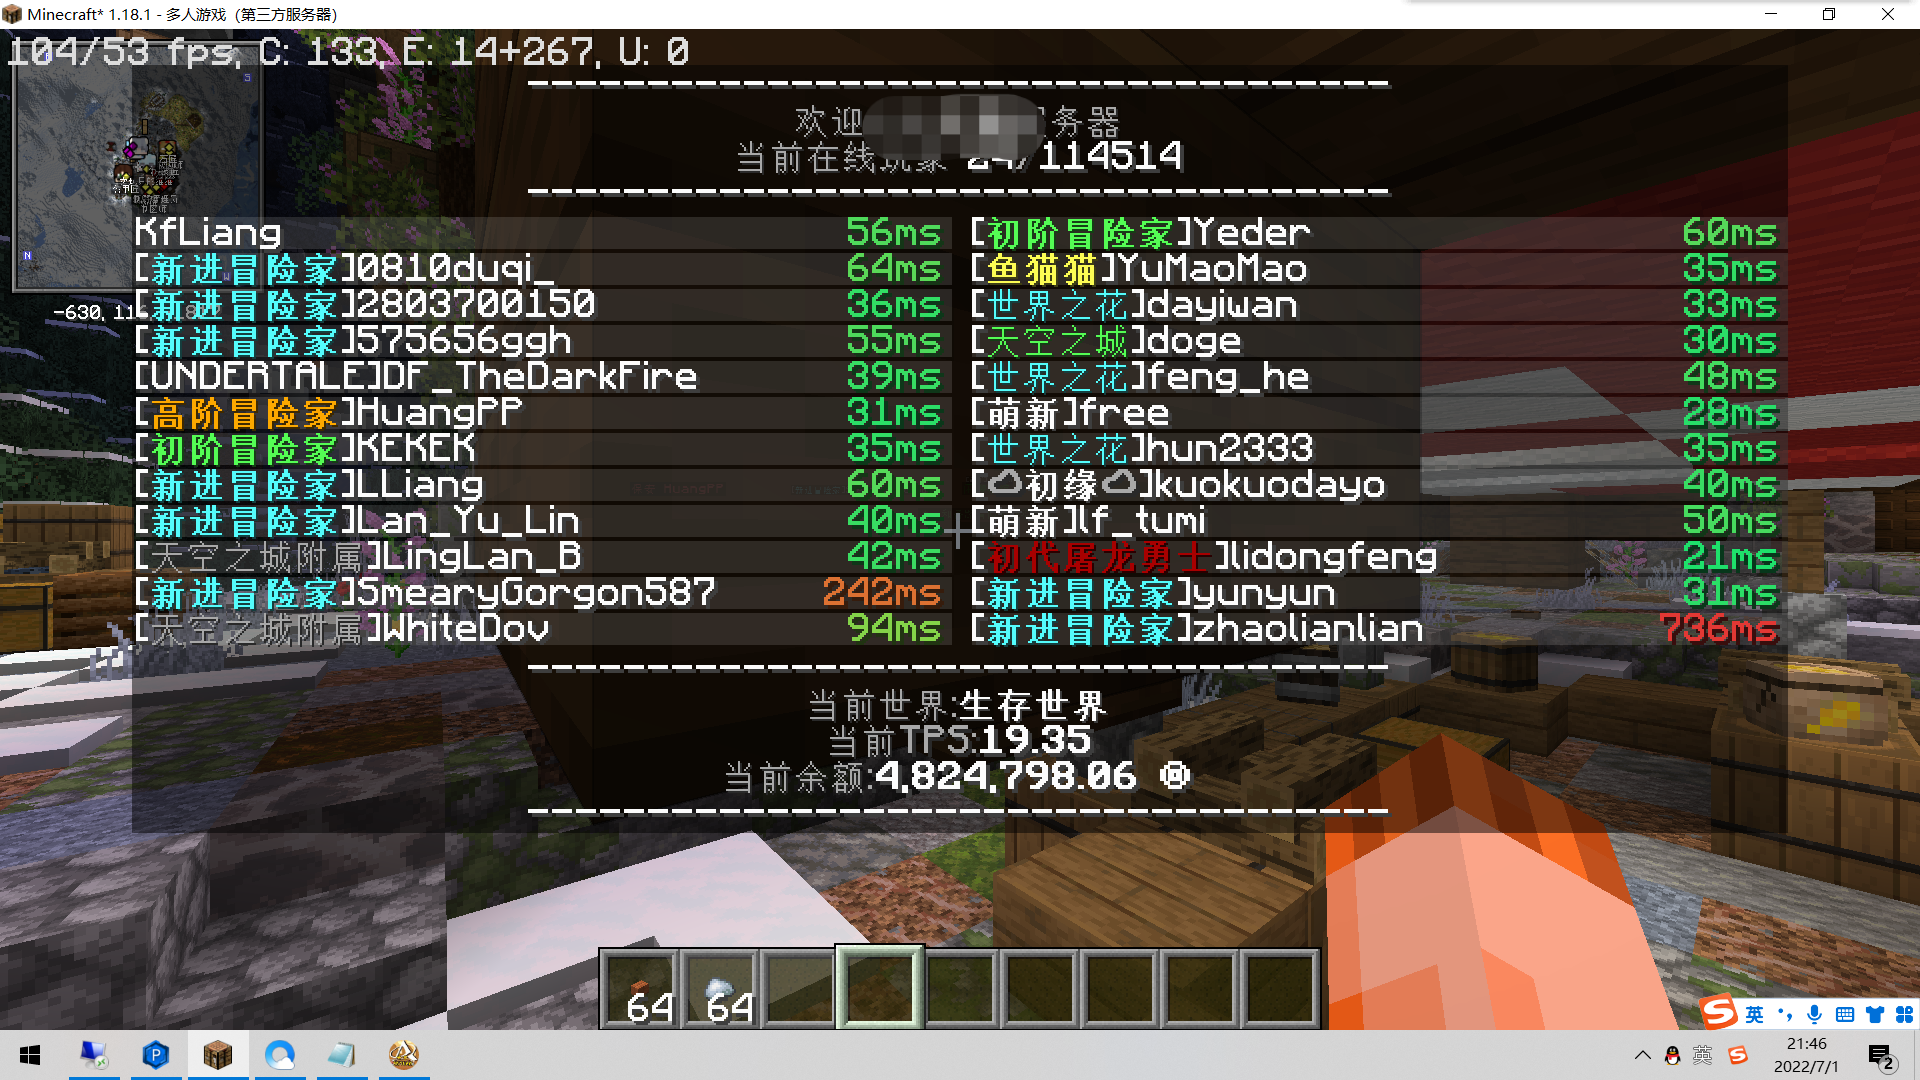 Minecraft* 1.18.1 - 多人游戏（第三方服务器）
104/53 fps, C: 133, E: 14+267, U: 0
欢迎 务器
当前在线玩家 24/114514
KfLiang 56ms
[新进冒险家]0810duqi_ 64ms
[新进冒险家]2803700150 36ms
[新进冒险家]575656ggh 55ms
[UNDERTALE]DF_TheDarkFire 39ms
[高阶冒险家]HuangPP 31ms
[初阶冒险家]KEKEK 35ms
[新进冒险家]LLiang 60ms
[新进冒险家]Lan_Yu_Lin 40ms
[天空之城附属]LingLan_B 42ms
[新进冒险家]SmearyGorgon587 242ms
[天空之城附属]WhiteDov 94ms
[初阶冒险家]Yeder 60ms
[鱼猫猫]YuMaoMao 35ms
[世界之花]dayiwan 33ms
[天空之城]doge 30ms
[世界之花]feng_he 48ms
[萌新]free 28ms
[世界之花]hun2333 35ms
[☁初缘☁]kuokuodayo 40ms
[萌新]lf_tumi 50ms
[初代屠龙勇士]lidongfeng 21ms
[新进冒险家]yunyun 31ms
[新进冒险家]zhaolianlian 736ms
当前世界:生存世界
当前TPS:19.35
当前余额:4,824,798.06
S
N
W
-630,
64 64
英
英
21:46
2022/7/1
2